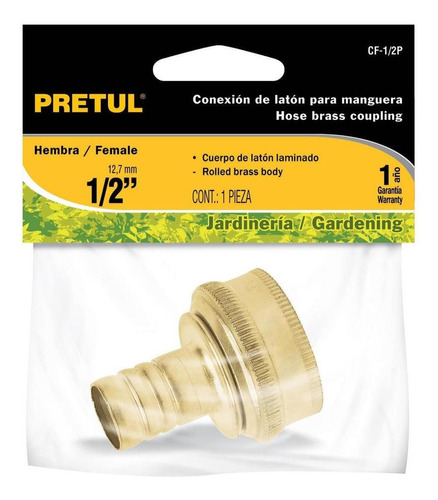 CF-1/2P
PRETUL®
Conexión de latón para manguera
Hose brass coupling
Hembra / Female
12,7 mm
1/2”
• Cuerpo de latón laminado
- Rolled brass body
CONT.: 1 PIEZA
1 año
Garantía
Warranty
Jardinería / Gardening